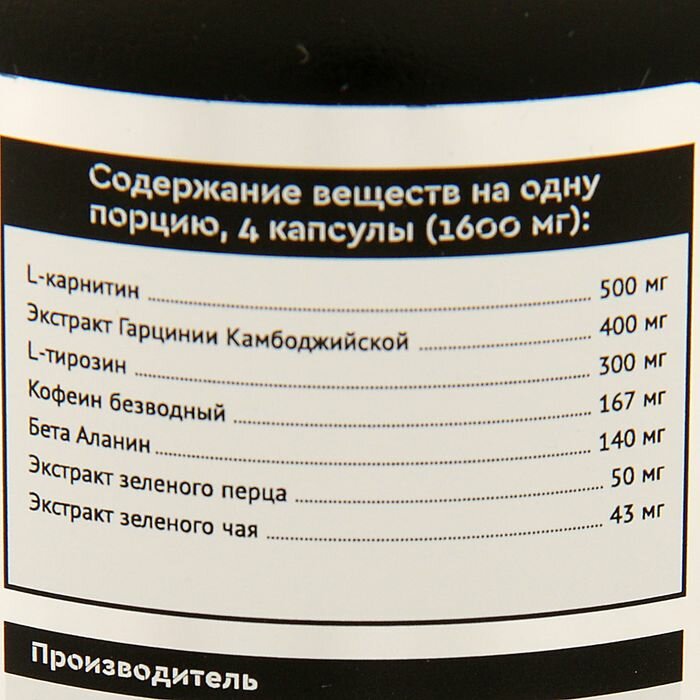 Содержание веществ на одну
порцию, 4 капсулы (1600 мг):
L-карнитин 500 мг
Экстракт Гарцинии Камбоджийской 400 мг
L-тирозин 300 мг
Кофеин безводный 167 мг
Бета Аланин 140 мг
Экстракт зеленого перца 50 мг
Экстракт зеленого чая 43 мг
Производитель